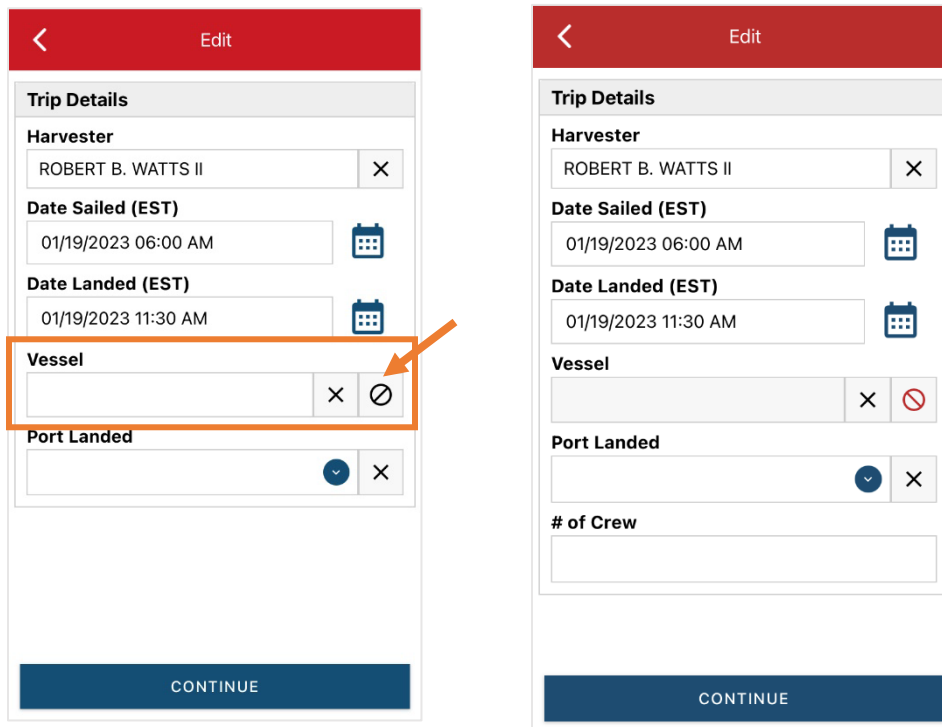 Edit
Trip Details
Harvester
ROBERT B. WATTS II
Date Sailed (EST)
01/19/2023 06:00 AM
Date Landed (EST)
01/19/2023 11:30 AM
Vessel
Port Landed
CONTINUE
Edit
Trip Details
Harvester
ROBERT B. WATTS II
Date Sailed (EST)
01/19/2023 06:00 AM
Date Landed (EST)
01/19/2023 11:30 AM
Vessel
Port Landed
# of Crew
CONTINUE